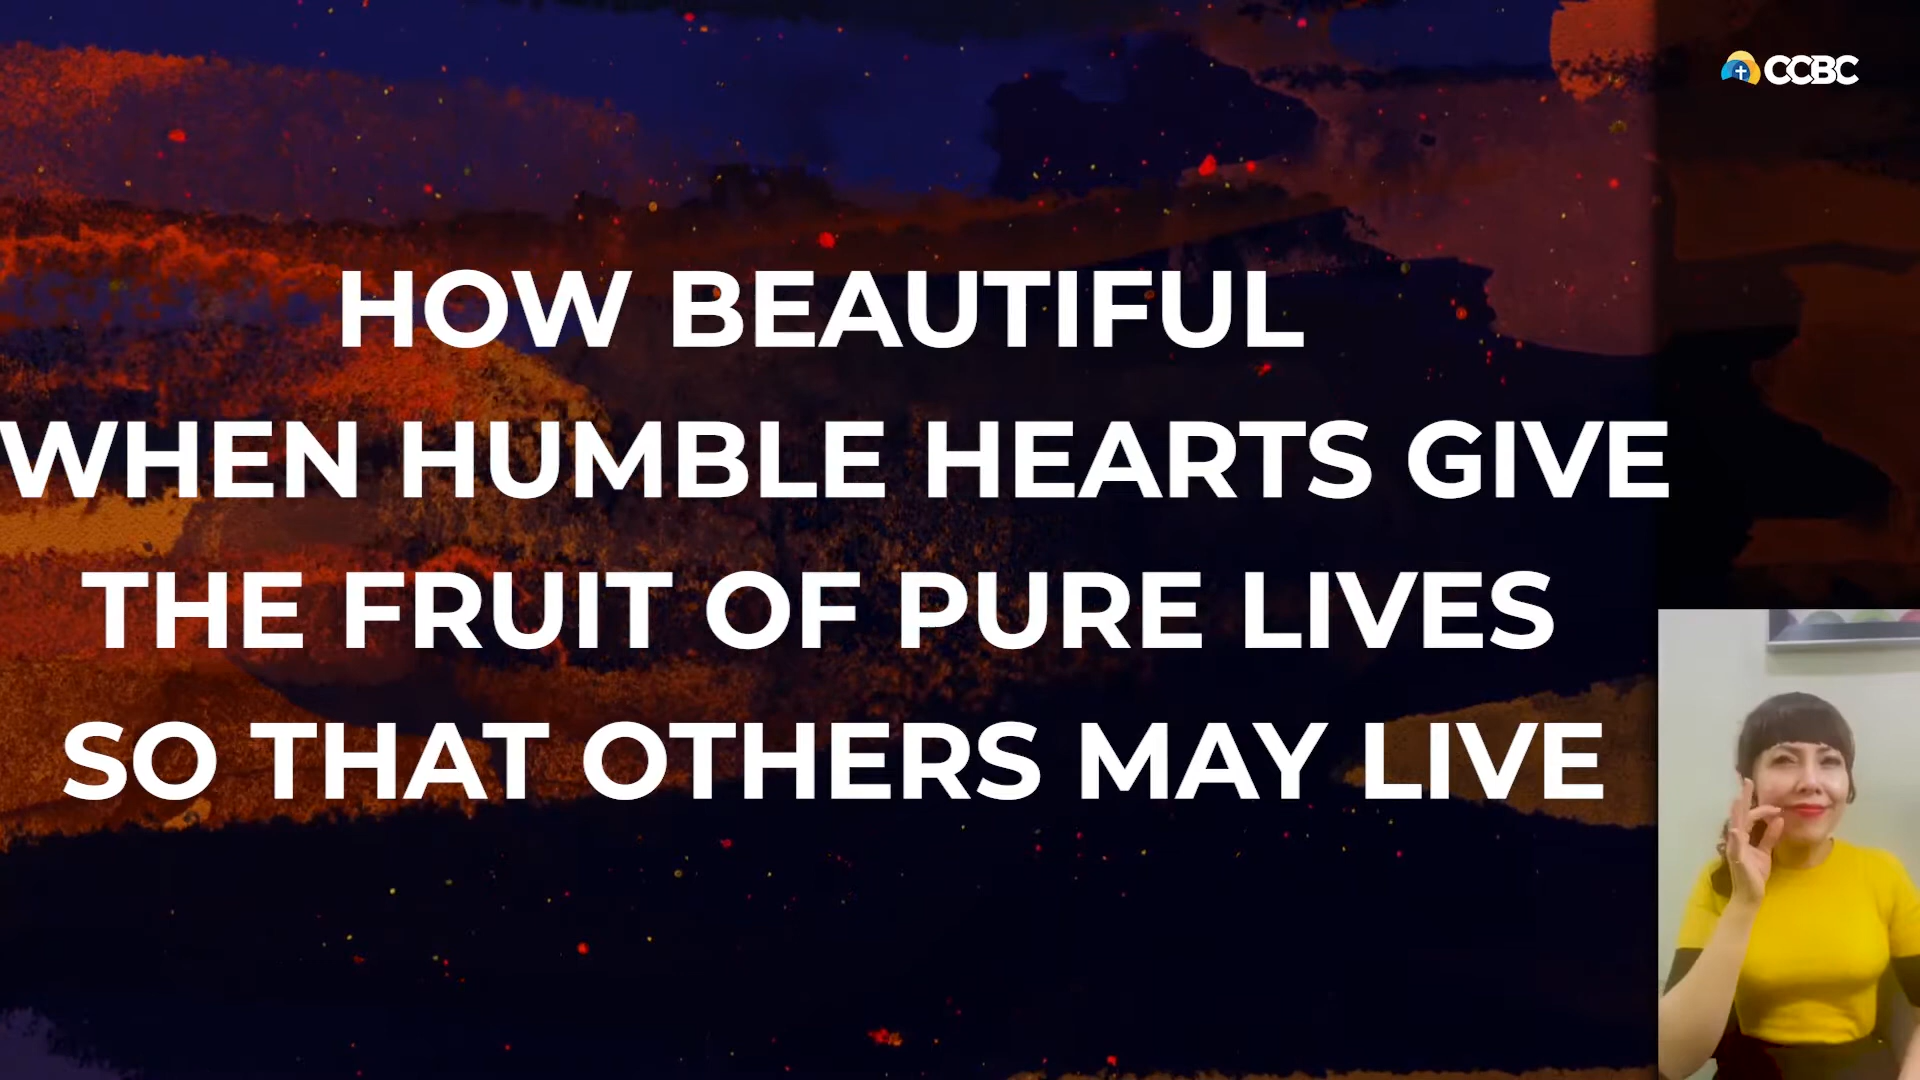 CCBC
HOW BEAUTIFUL
WHEN HUMBLE HEARTS GIVE
THE FRUIT OF PURE LIVES
SO THAT OTHERS MAY LIVE